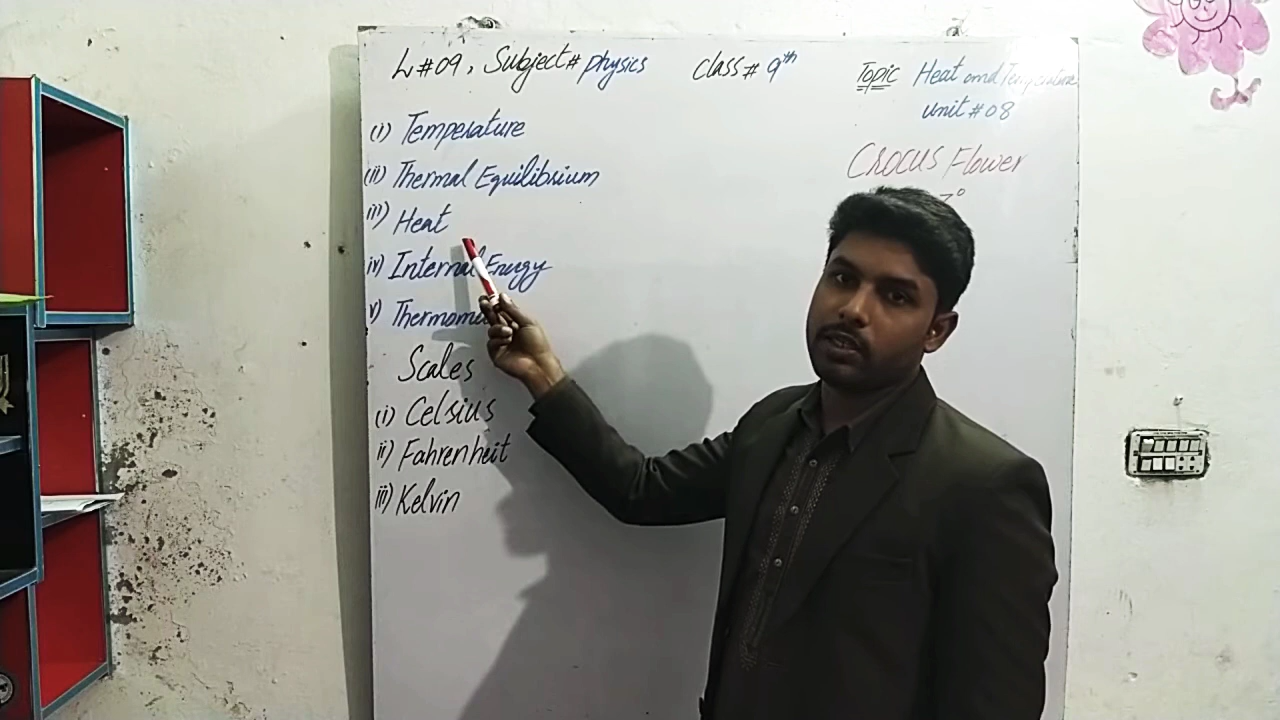 L#09, Subject# physics class# 9th Topic Heat and Temperature
unit#08
(i) Temperature
Crocus Flower
(ii) Thermal Equilibrium
7°
iii) Heat
iv) Internal Energy
v)
Scales
(i) Celsius
ii) Fahrenheit
iii) Kelvin